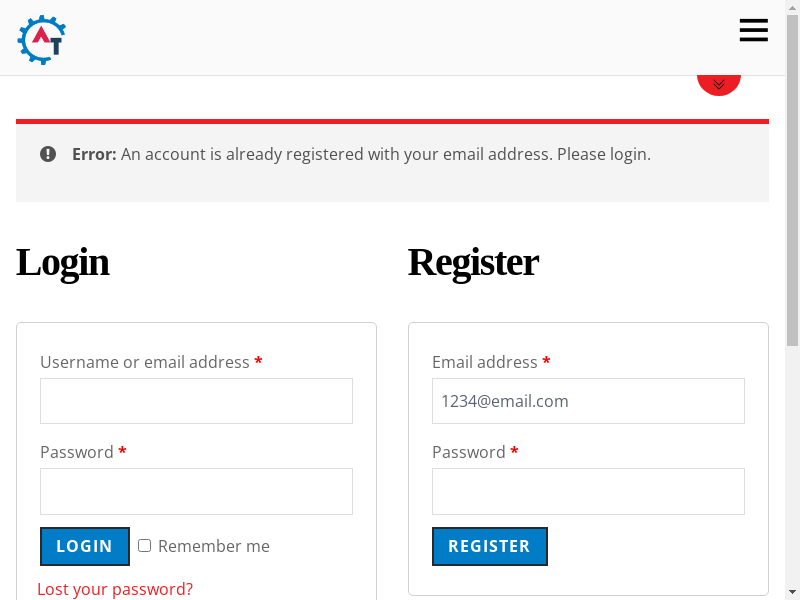 AT
Error: An account is already registered with your email address. Please login.
Login
Username or email address *
Password *
LOGIN
Remember me
Lost your password?
Register
Email address *
1234@email.com
Password *
REGISTER